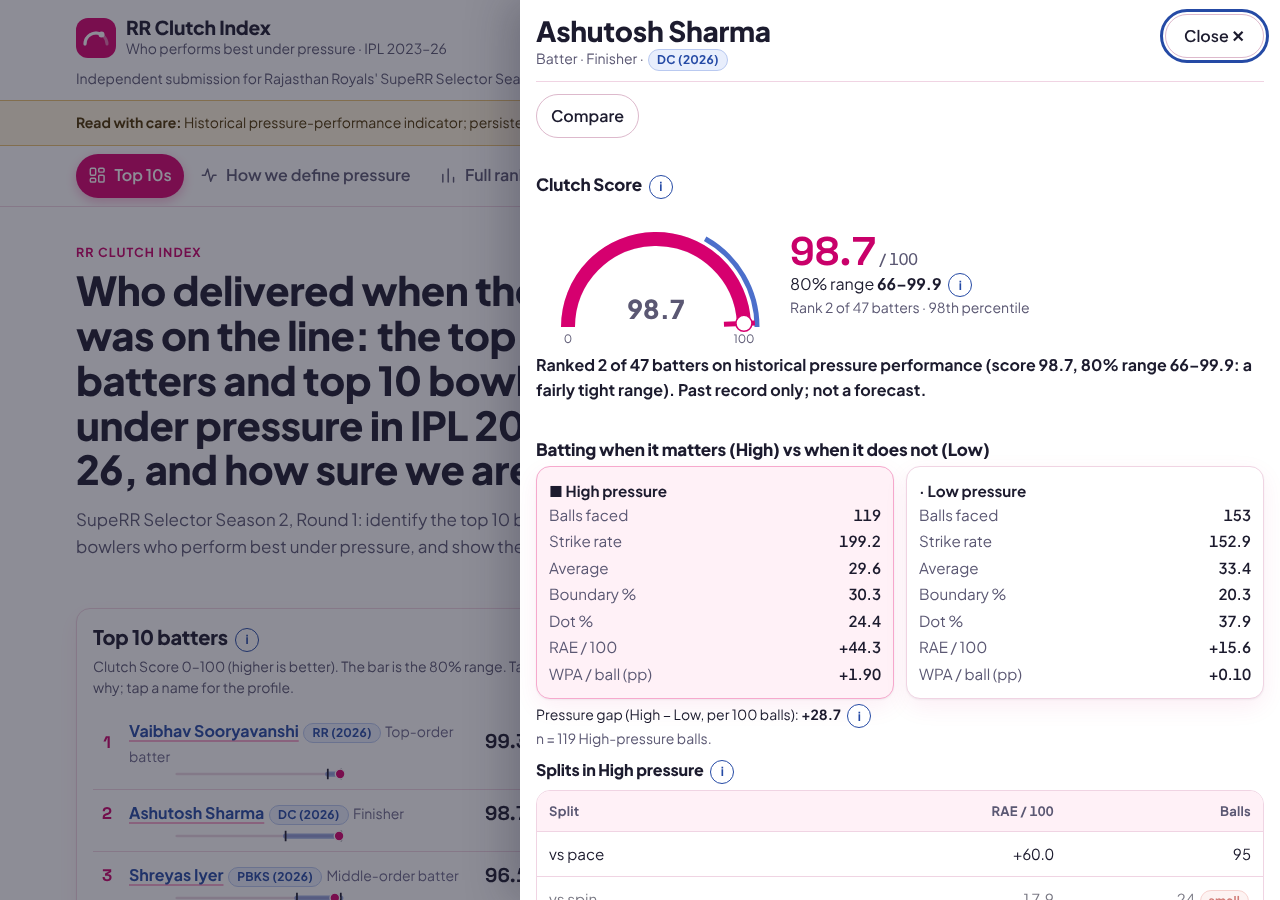 RR Clutch Index
Who performs best under pressure · IPL 2023–26
Independent submission for Rajasthan Royals' SupeRR Selector Sea
Read with care: Historical pressure-performance indicator; persiste
Top 10s
How we define pressure
Full ran
RR CLUTCH INDEX
Who delivered when the
was on the line: the top
batters and top 10 bowl
under pressure in IPL 20
26, and how sure we are
SupeRR Selector Season 2, Round 1: identify the top 10 b
bowlers who perform best under pressure, and show the
Top 10 batters i
Clutch Score 0–100 (higher is better). The bar is the 80% range. Ta
why; tap a name for the profile.
1 Vaibhav Sooryavanshi RR (2026) Top-order
batter
99.3
2 Ashutosh Sharma DC (2026) Finisher 98.7
3 Shreyas Iyer PBKS (2026) Middle-order batter 96.5
Ashutosh Sharma
Batter · Finisher · DC (2026)
Close ✕
Compare
Clutch Score i
98.7
0
100
98.7 / 100
80% range 66–99.9 i
Rank 2 of 47 batters · 98th percentile
Ranked 2 of 47 batters on historical pressure performance (score 98.7, 80% range 66–99.9: a
fairly tight range). Past record only; not a forecast.
Batting when it matters (High) vs when it does not (Low)
■ High pressure
Balls faced 119
Strike rate 199.2
Average 29.6
Boundary % 30.3
Dot % 24.4
RAE / 100 +44.3
WPA / ball (pp) +1.90
· Low pressure
Balls faced 153
Strike rate 152.9
Average 33.4
Boundary % 20.3
Dot % 37.9
RAE / 100 +15.6
WPA / ball (pp) +0.10
Pressure gap (High – Low, per 100 balls): +28.7 i
n = 119 High-pressure balls.
Splits in High pressure i
Split RAE / 100 Balls
vs pace +60.0 95
vs spin 17.9 24 small